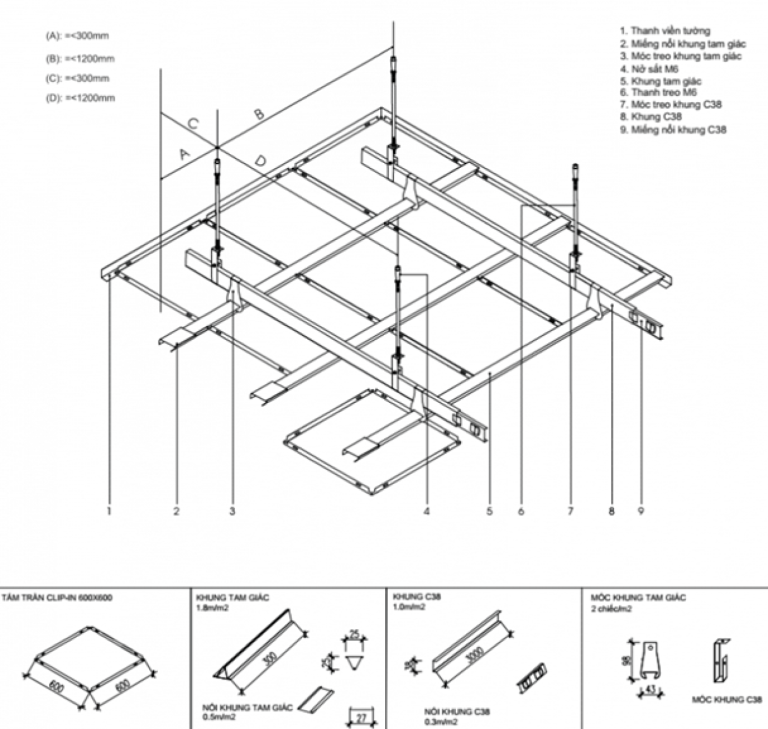 (A): =<300mm
(B): =<1200mm
(C): =<300mm
(D): =<1200mm
1. Thanh viền tường
2. Miếng nối khung tam giác
3. Móc treo khung tam giác
4. Nở sắt M6
5. Khung tam giác
6. Thanh treo M6
7. Móc treo khung C38
8. Khung C38
9. Miếng nối khung C38
B
C
A
D
1 2 3 4 5 6 7 8 9
TẤM TRẦN CLIP-IN 600X600
600 600
KHUNG TAM GIÁC
1.8m/m2
300
25
25
NỐI KHUNG TAM GIÁC
0.5m/m2
27
KHUNG C38
1.0m/m2
38
3000
NỐI KHUNG C38
0.3m/m2
MÓC KHUNG TAM GIÁC
2 chiếc/m2
98
43
MÓC KHUNG C38